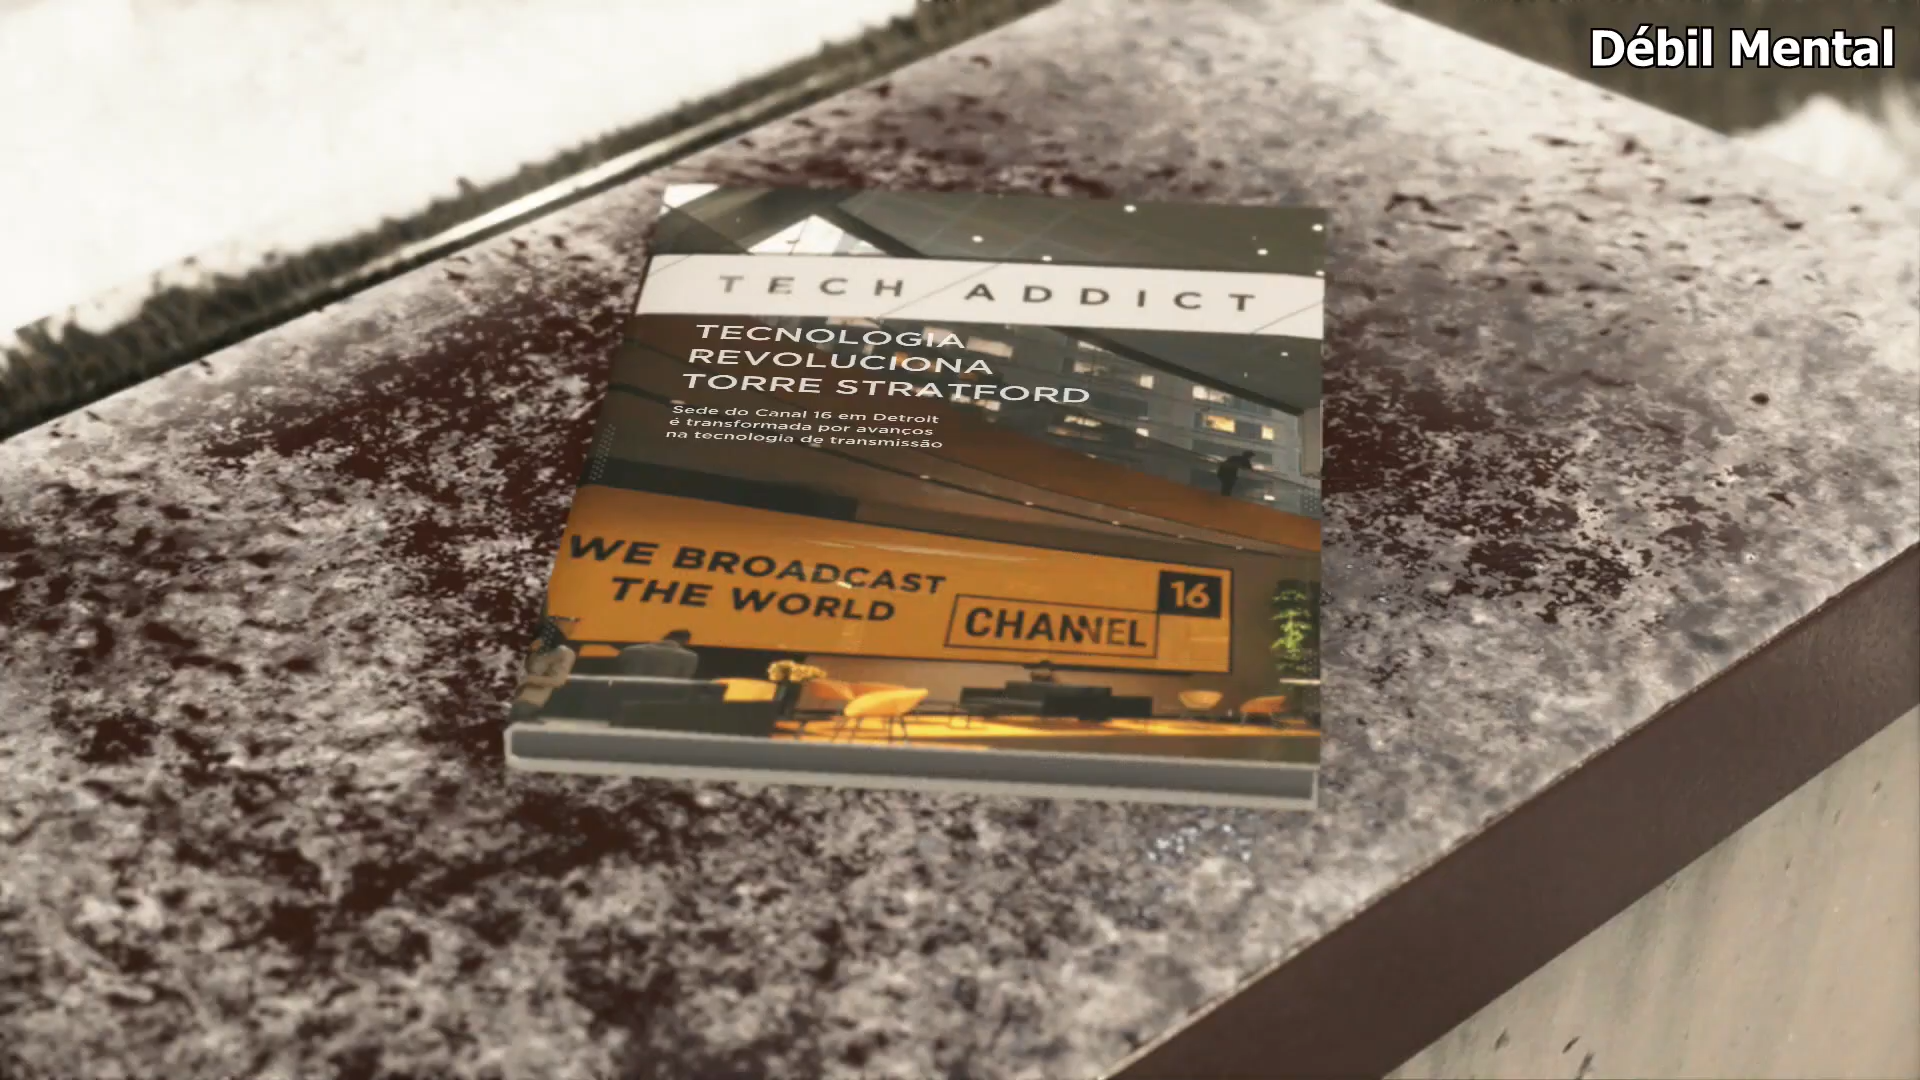 Débil Mental
TECH ADDICT
TECNOLOGIA
REVOLUCIONA
TORRE STRATFORD
Sede do Canal 16 em Detroit
é transformada por avanços
na tecnologia de transmissão
WE BROADCAST
THE WORLD
CHANNEL
16